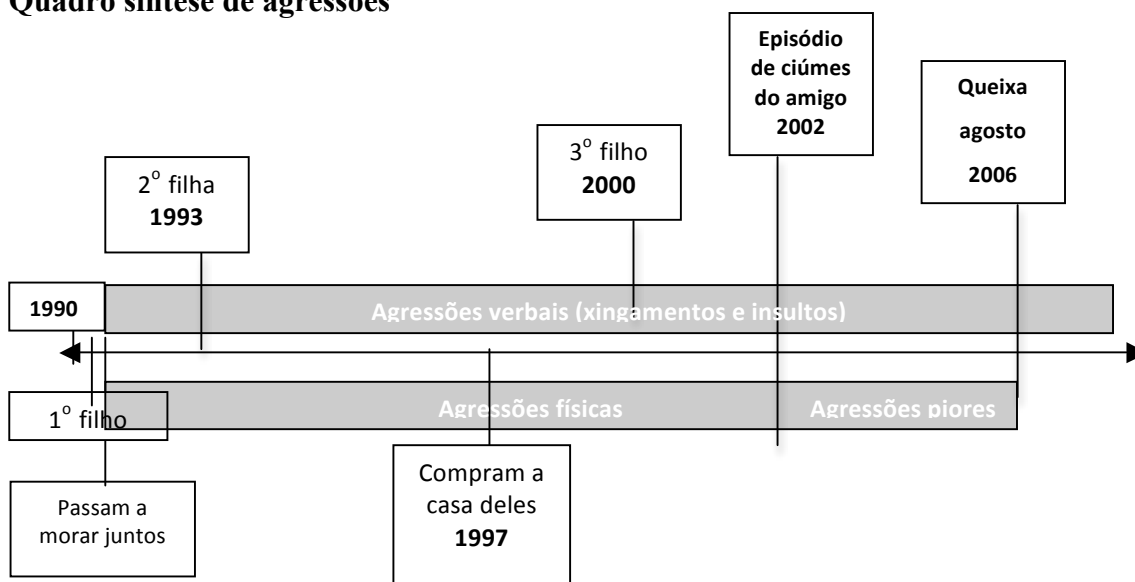 Quadro síntese de agressões
Episódio
de ciúmes
do amigo
2002
Queixa
agosto
2006
3º filho
2000
2º filha
1993
1990
Agressões verbais (xingamentos e insultos)
1º filho
Agressões físicas
Agressões piores
Passam a
morar juntos
Compram a
casa deles
1997